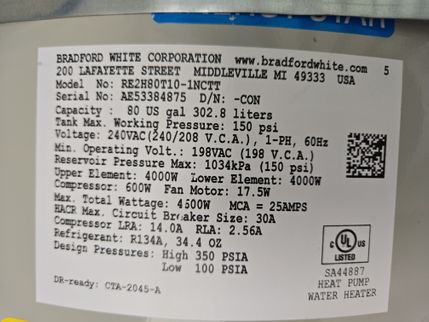 BRADFORD WHITE CORPORATION www.bradfordwhite.com 5
200 LAFAYETTE STREET MIDDLEVILLE MI 49333 USA
Model No: RE2H80T10-1NCTT
Serial No: AE53384875 D/N: -CON
Capacity : 80 US gal 302.8 liters
Tank Max. Working Pressure: 150 psi
Voltage: 240VAC(240/208 V.C.A.), 1-PH, 60Hz
Min. Operating Volt.: 198VAC (198 V.C.A.)
Reservoir Pressure Max: 1034kPa (150 psi)
Upper Element: 4000W Lower Element: 4000W
Compressor: 600W Fan Motor: 17.5W
Max. Total Wattage: 4500W MCA = 25AMPS
HACR Max. Circuit Breaker Size: 30A
Compressor LRA: 14.0A RLA: 2.56A
Refrigerant: R134A, 34.4 OZ
Design Pressures: High 350 PSIA
Low 100 PSIA
DR-ready: CTA-2045-A
C UL US
LISTED
SA44887
HEAT PUMP
WATER HEATER